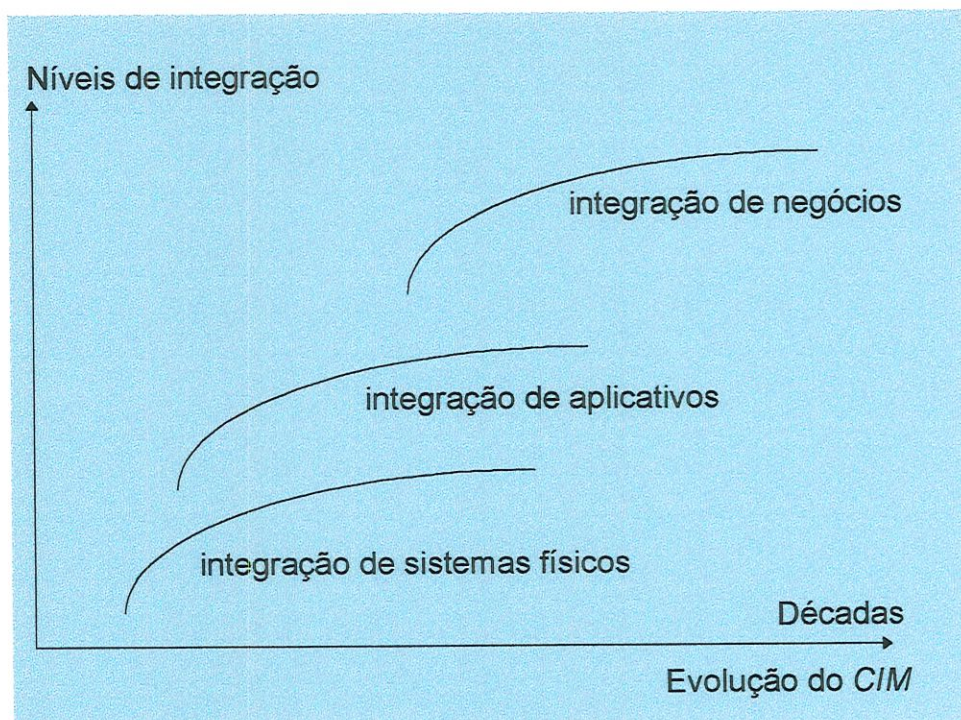 Níveis de integração
integração de negócios
integração de aplicativos
integração de sistemas físicos
Décadas
Evolução do CIM